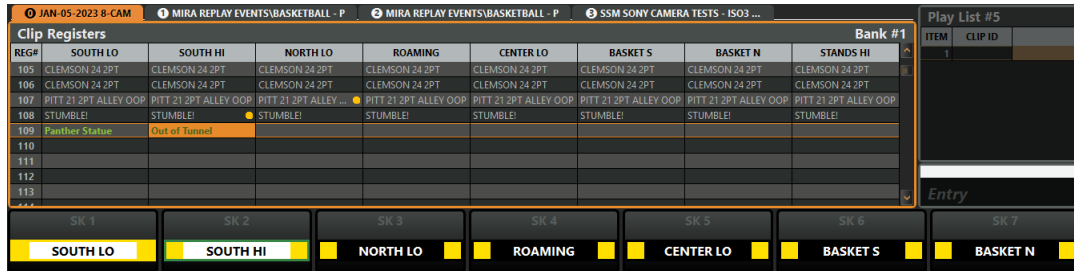 0 JAN-05-2023 8-CAM 1 MIRA REPLAY EVENTS\BASKETBALL - P 2 MIRA REPLAY EVENTS\BASKETBALL - P 3 SSM SONY CAMERA TESTS - ISO3 ... Play List #5
Clip Registers Bank #1
REG# SOUTH LO SOUTH HI NORTH LO ROAMING CENTER LO BASKET S BASKET N STANDS HI ITEM CLIP ID
105 CLEMSON 24 2PT CLEMSON 24 2PT CLEMSON 24 2PT CLEMSON 24 2PT CLEMSON 24 2PT CLEMSON 24 2PT CLEMSON 24 2PT CLEMSON 24 2PT 1
106 CLEMSON 24 2PT CLEMSON 24 2PT CLEMSON 24 2PT CLEMSON 24 2PT CLEMSON 24 2PT CLEMSON 24 2PT CLEMSON 24 2PT CLEMSON 24 2PT
107 PITT 21 2PT ALLEY OOP PITT 21 2PT ALLEY OOP PITT 21 2PT ALLEY ... PITT 21 2PT ALLEY OOP PITT 21 2PT ALLEY OOP PITT 21 2PT ALLEY OOP PITT 21 2PT ALLEY OOP PITT 21 2PT ALLEY OOP
108 STUMBLE! STUMBLE! STUMBLE! STUMBLE! STUMBLE! STUMBLE! STUMBLE! STUMBLE!
109 Panther Statue Out of Tunnel
110
111
112
113
Entry
SK 1 SK 2 SK 3 SK 4 SK 5 SK 6 SK 7
SOUTH LO SOUTH HI NORTH LO ROAMING CENTER LO BASKET S BASKET N